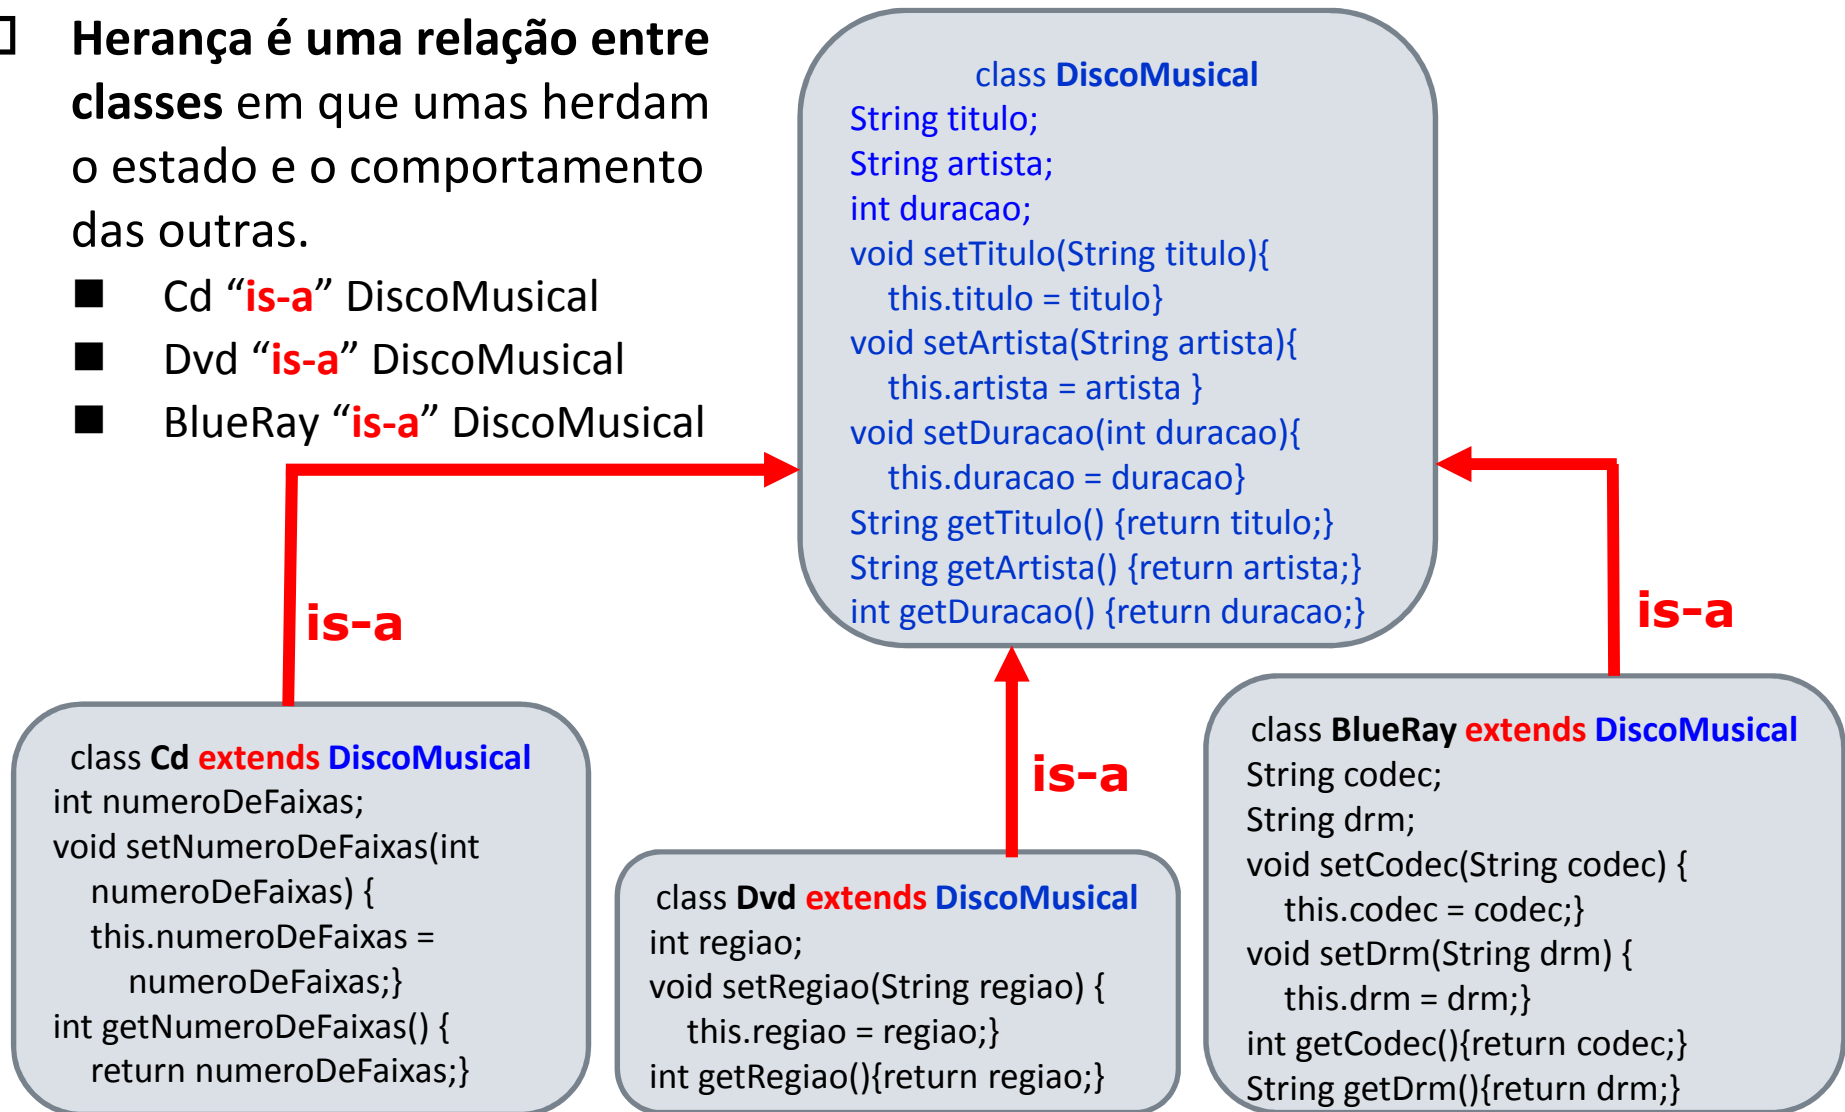 Herança é uma relação entre
classes em que umas herdam
o estado e o comportamento
das outras.
Cd “is-a” DiscoMusical
Dvd “is-a” DiscoMusical
BlueRay “is-a” DiscoMusical
class DiscoMusical
String titulo;
String artista;
int duracao;
void setTitulo(String titulo){
this.titulo = titulo}
void setArtista(String artista){
this.artista = artista }
void setDuracao(int duracao){
this.duracao = duracao}
String getTitulo() {return titulo;}
String getArtista() {return artista;}
int getDuracao() {return duracao;}
is-a
is-a
is-a
class Cd extends DiscoMusical
int numeroDeFaixas;
void setNumeroDeFaixas(int
numeroDeFaixas) {
this.numeroDeFaixas =
numeroDeFaixas;}
int getNumeroDeFaixas() {
return numeroDeFaixas;}
class Dvd extends DiscoMusical
int regiao;
void setRegiao(String regiao) {
this.regiao = regiao;}
int getRegiao(){return regiao;}
class BlueRay extends DiscoMusical
String codec;
String drm;
void setCodec(String codec) {
this.codec = codec;}
void setDrm(String drm) {
this.drm = drm;}
int getCodec(){return codec;}
String getDrm(){return drm;}